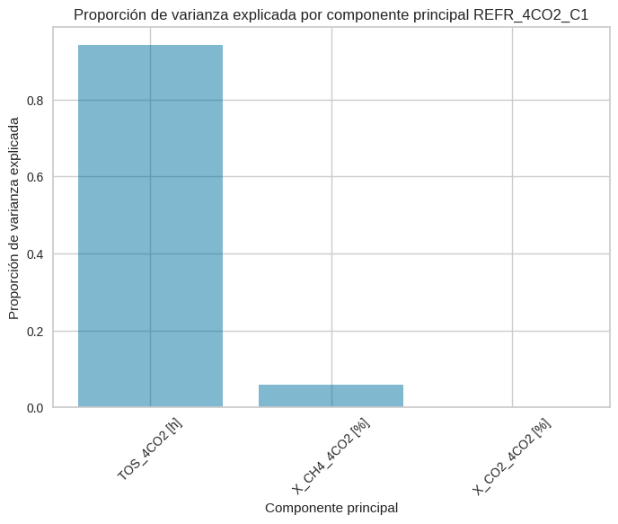 Proporción de varianza explicada por componente principal REFR_4CO2_C1
Proporción de varianza explicada
0.8
0.6
0.4
0.2
0.0
TOS_4CO2 [h]
X_CH4_4CO2 [%]
X_CO2_4CO2 [%]
Componente principal